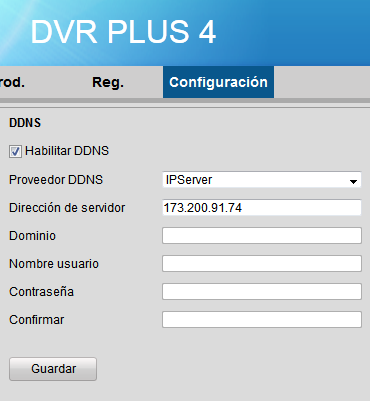 DVR PLUS 4
rod. Reg. Configuración
DDNS
Habilitar DDNS
Proveedor DDNS IPServer
Dirección de servidor 173.200.91.74
Dominio
Nombre usuario
Contraseña
Confirmar
Guardar